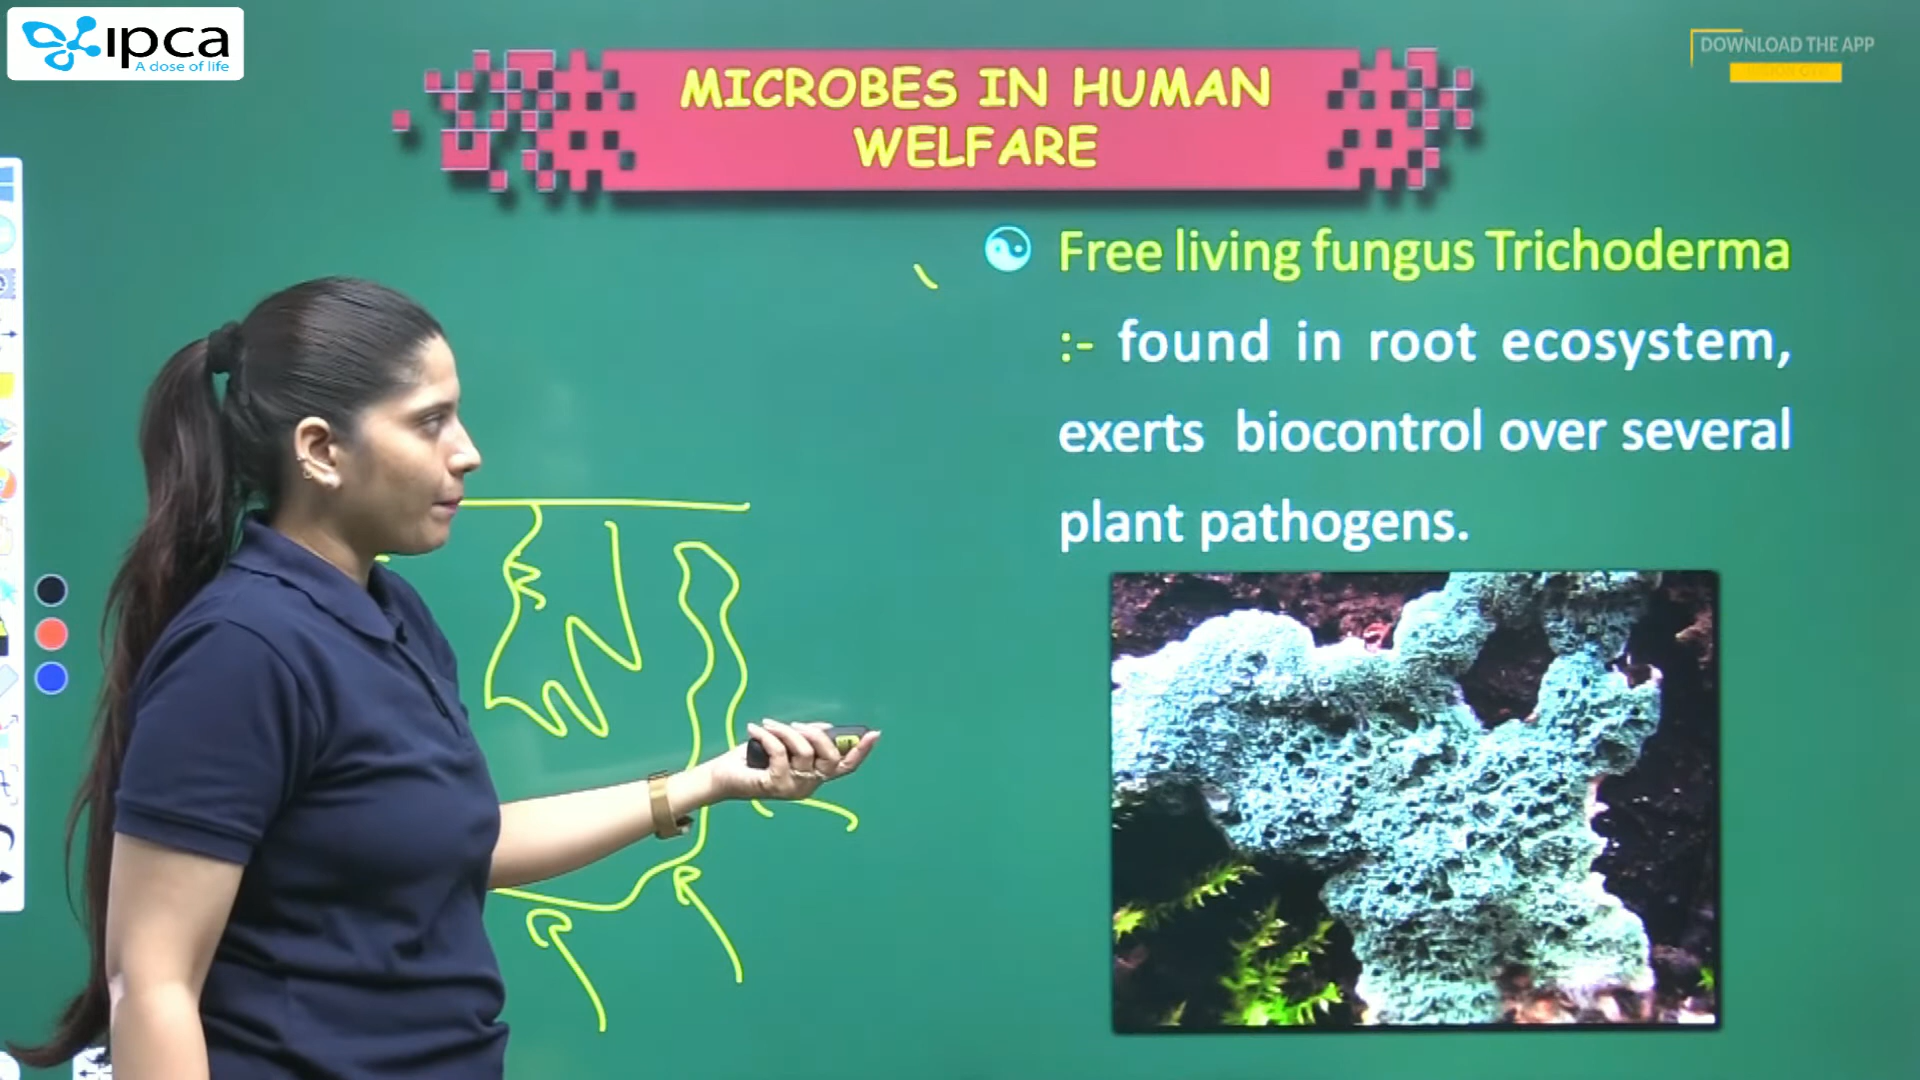 ipca
A dose of life
DOWNLOAD THE APP
MICROBES IN HUMAN
WELFARE
Free living fungus Trichoderma
:- found in root ecosystem,
exerts biocontrol over several
plant pathogens.